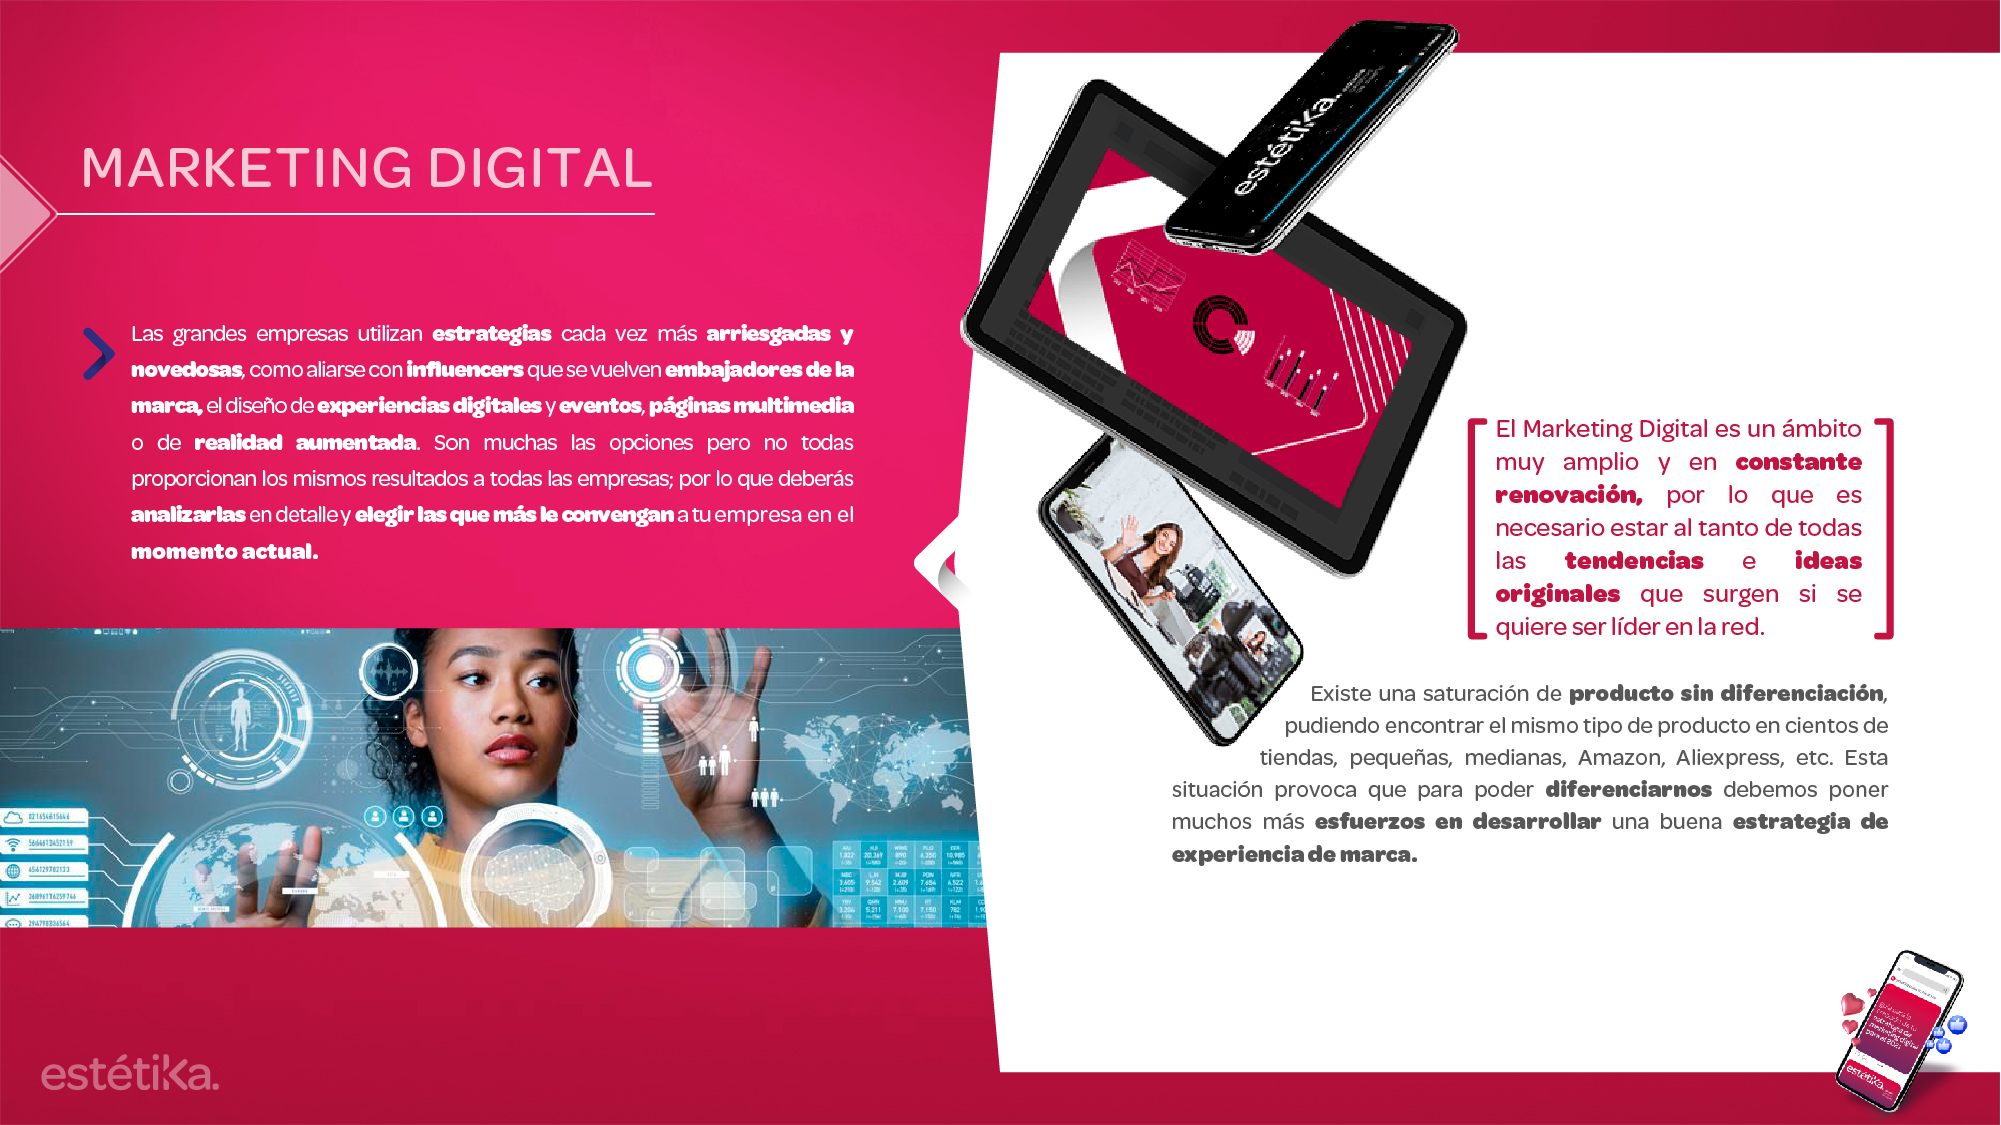 MARKETING DIGITAL
Las grandes empresas utilizan estrategias cada vez más arriesgadas y
novedosas, como aliarse con influencers que se vuelven embajadores de la
marca, el diseño de experiencias digitales y eventos, páginas multimedia
o de realidad aumentada. Son muchas las opciones pero no todas
proporcionan los mismos resultados a todas las empresas; por lo que deberás
analizarlas en detalle y elegir las que más le convengan a tu empresa en el
momento actual.
estétika.
El Marketing Digital es un ámbito
muy amplio y en constante
renovación, por lo que es
necesario estar al tanto de todas
las tendencias e ideas
originales que surgen si se
quiere ser líder en la red.
Existe una saturación de producto sin diferenciación,
pudiendo encontrar el mismo tipo de producto en cientos de
tiendas, pequeñas, medianas, Amazon, Aliexpress, etc. Esta
situación provoca que para poder diferenciarnos debemos poner
muchos más esfuerzos en desarrollar una buena estrategia de
experiencia de marca.
estétika.
estétika.